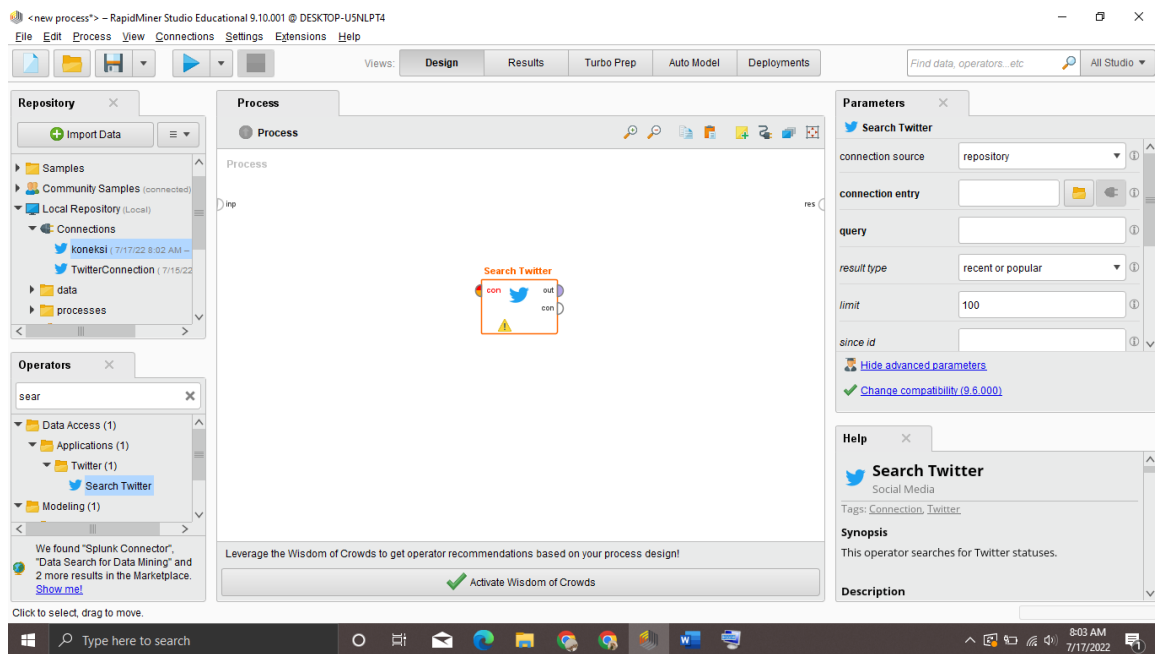 <new process*> – RapidMiner Studio Educational 9.10.001 @ DESKTOP-U5NLPT4
File Edit Process View Connections Settings Extensions Help
Views: Design Results Turbo Prep Auto Model Deployments
Find data, operators...etc
All Studio
Repository
Import Data
Samples
Community Samples (connected)
Local Repository (Local)
Connections
koneksi ( 7/17/22 8:02 AM –
TwitterConnection ( 7/15/22
data
processes
Operators
sear
Data Access (1)
Applications (1)
Twitter (1)
Search Twitter
Modeling (1)
We found "Splunk Connector",
"Data Search for Data Mining" and
2 more results in the Marketplace.
Show me!
Click to select, drag to move.
Process
Process
Process
inp
res
Search Twitter
con
out
con
Leverage the Wisdom of Crowds to get operator recommendations based on your process design!
Activate Wisdom of Crowds
Parameters
Search Twitter
connection source repository
connection entry
query
result type recent or popular
limit 100
since id
Hide advanced parameters
Change compatibility (9.6.000)
Help
Search Twitter
Social Media
Tags: Connection, Twitter
Synopsis
This operator searches for Twitter statuses.
Description
Type here to search
8:03 AM
7/17/2022